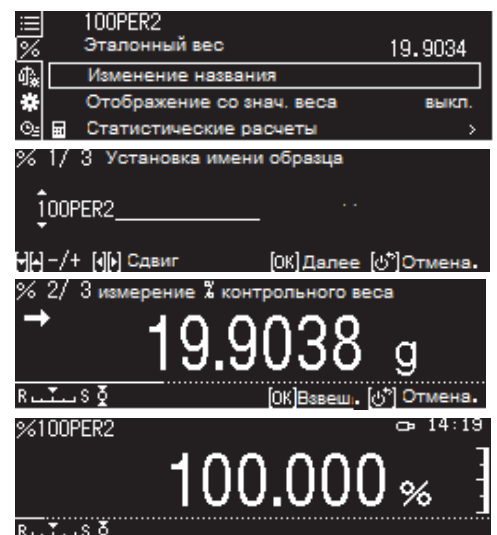 100PER2
Эталонный вес 19.9034
Изменение названия
Отображение со знач. веса выкл.
Статистические расчеты >
% 1/ 3 Установка имени образца
100PER2
-/+ Сдвиг [OK]Далее Отмена.
% 2/ 3 измерение % контрольного веса
19.9038 g
R S [OK]Взвеш. Отмена.
%100PER2 14:19
100.000 %
R S